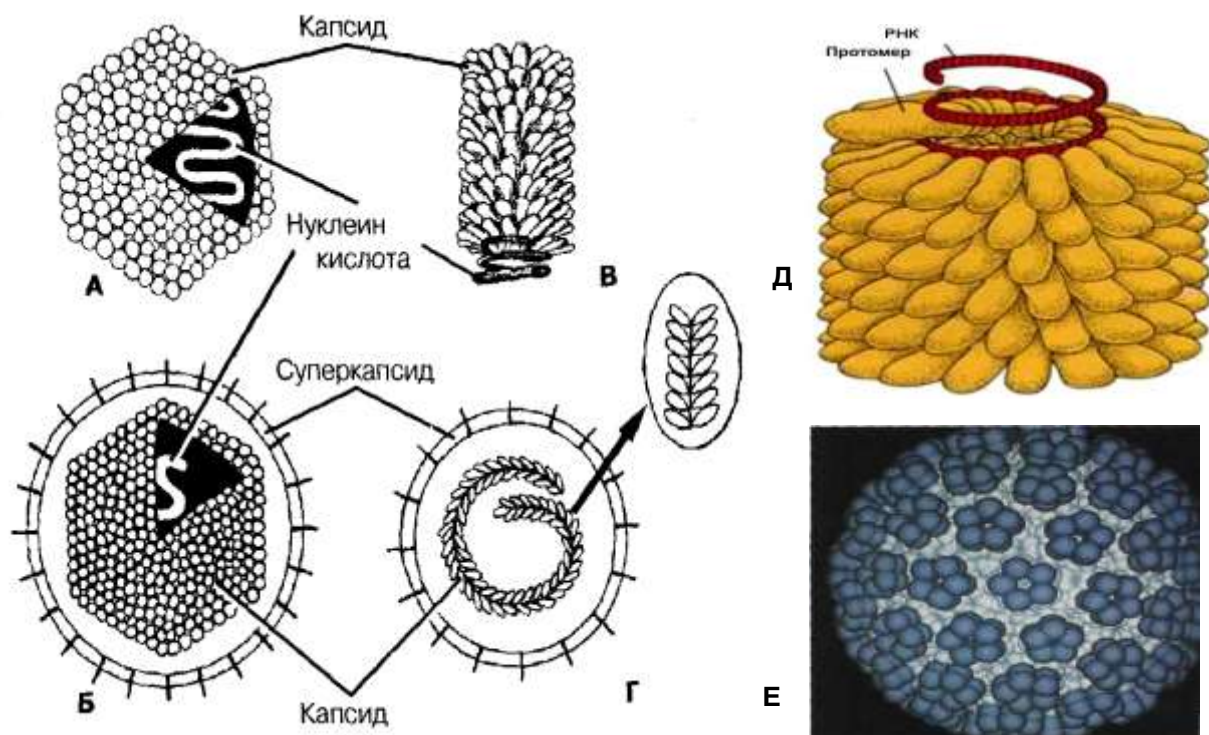 Капсид
Нуклеин
кислота
А
В
РНК
Протомер
Д
Суперкапсид
Б
Капсид
Г
Е